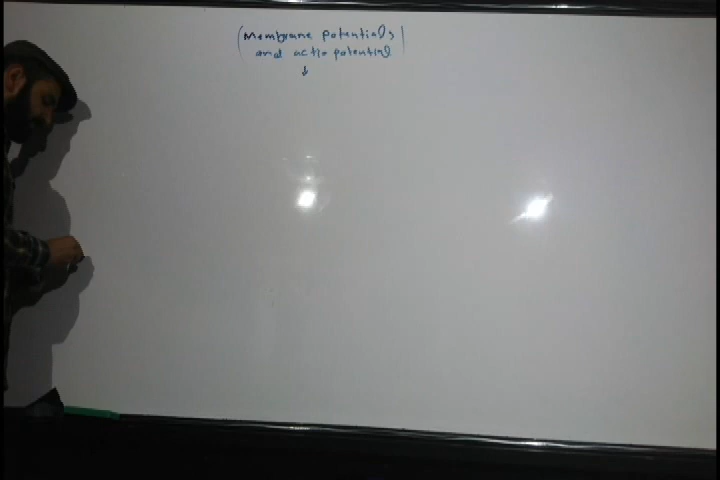 (Membrane potentials)
and actio potential
↓